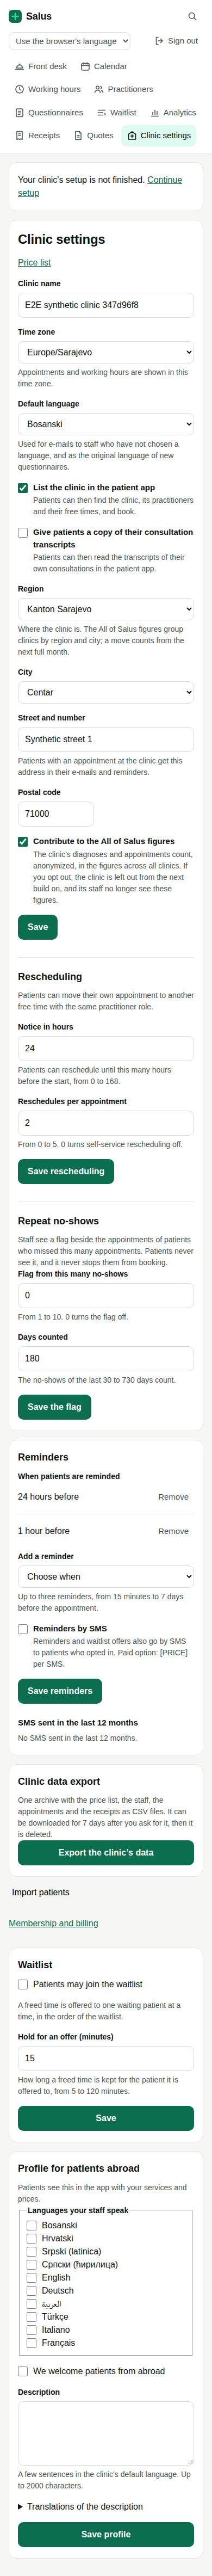 Salus
Use the browser's language
Sign out
Front desk
Calendar
Working hours
Practitioners
Questionnaires
Waitlist
Analytics
Receipts
Quotes
Clinic settings
Your clinic's setup is not finished. Continue
setup
Clinic settings
Price list
Clinic name
E2E synthetic clinic 347d96f8
Time zone
Europe/Sarajevo
Appointments and working hours are shown in this
time zone.
Default language
Bosanski
Used for e-mails to staff who have not chosen a
language, and as the original language of new
questionnaires.
List the clinic in the patient app
Patients can then find the clinic, its practitioners
and their free times, and book.
Give patients a copy of their consultation
transcripts
Patients can then read the transcripts of their
own consultations in the patient app.
Region
Kanton Sarajevo
Where the clinic is. The All of Salus figures group
clinics by region and city; a move counts from the
next full month.
City
Centar
Street and number
Synthetic street 1
Patients with an appointment at the clinic get this
address in their e-mails and reminders.
Postal code
71000
Contribute to the All of Salus figures
The clinic's diagnoses and appointments count,
anonymized, in the figures across all clinics. If
you opt out, the clinic is left out from the next
build on, and its staff no longer see these
figures.
Save
Rescheduling
Patients can move their own appointment to another
free time with the same practitioner role.
Notice in hours
24
Patients can reschedule until this many hours
before the start, from 0 to 168.
Reschedules per appointment
2
From 0 to 5. 0 turns self-service rescheduling off.
Save rescheduling
Repeat no-shows
Staff see a flag beside the appointments of patients
who missed this many appointments. Patients never
see it, and it never stops them from booking.
Flag from this many no-shows
0
From 1 to 10. 0 turns the flag off.
Days counted
180
The no-shows of the last 30 to 730 days count.
Save the flag
Reminders
When patients are reminded
24 hours before
Remove
1 hour before
Remove
Add a reminder
Choose when
Up to three reminders, from 15 minutes to 7 days
before the appointment.
Reminders by SMS
Reminders and waitlist offers also go by SMS
to patients who opted in. Paid option: [PRICE]
per SMS.
Save reminders
SMS sent in the last 12 months
No SMS sent in the last 12 months.
Clinic data export
One archive with the price list, the staff, the
appointments and the receipts as CSV files. It can
be downloaded for 7 days after you ask for it, then it
is deleted.
Export the clinic's data
Import patients
Membership and billing
Waitlist
Patients may join the waitlist
A freed time is offered to one waiting patient at a
time, in the order of the waitlist.
Hold for an offer (minutes)
15
How long a freed time is kept for the patient it is
offered to, from 5 to 120 minutes.
Save
Profile for patients abroad
Patients see this in the app with your services and
prices.
Languages your staff speak
Bosanski
Hrvatski
Srpski (latinica)
Српски (ћирилица)
English
Deutsch
العربية
Türkçe
Italiano
Français
We welcome patients from abroad
Description
A few sentences in the clinic's default language. Up
to 2000 characters.
Translations of the description
Save profile